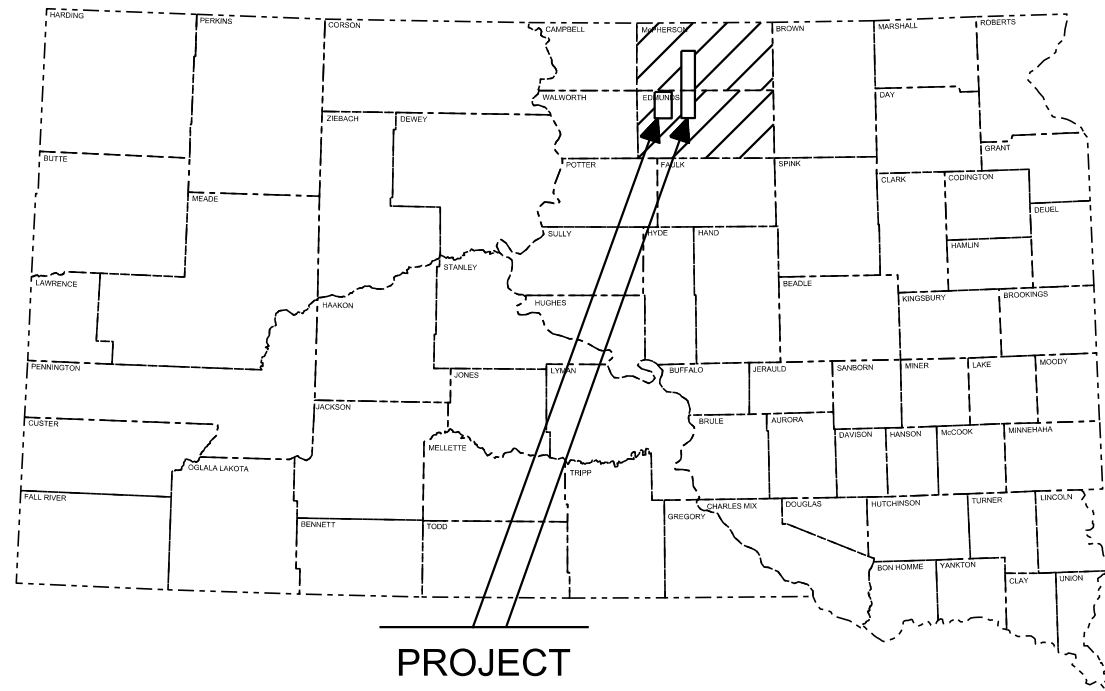 HARDING
PERKINS
CORSON
CAMPBELL
McPHERSON
BROWN
MARSHALL
ROBERTS
WALWORTH
EDMUNDS
DAY
ZIEBACH
DEWEY
GRANT
BUTTE
POTTER
FAULK
SPINK
CLARK
CODINGTON
MEADE
DEUEL
SULLY
HYDE
HAND
HAMLIN
STANLEY
LAWRENCE
BEADLE
HAAKON
HUGHES
KINGSBURY
BROOKINGS
PENNINGTON
JONES
LYMAN
BUFFALO
JERAULD
SANBORN
MINER
LAKE
MOODY
JACKSON
CUSTER
BRULE
AURORA
DAVISON
HANSON
McCOOK
MINNEHAHA
MELLETTE
OGLALA LAKOTA
TRIPP
FALL RIVER
CHARLES MIX
DOUGLAS
HUTCHINSON
TURNER
LINCOLN
GREGORY
BENNETT
TODD
BON HOMME
YANKTON
CLAY
UNION
PROJECT